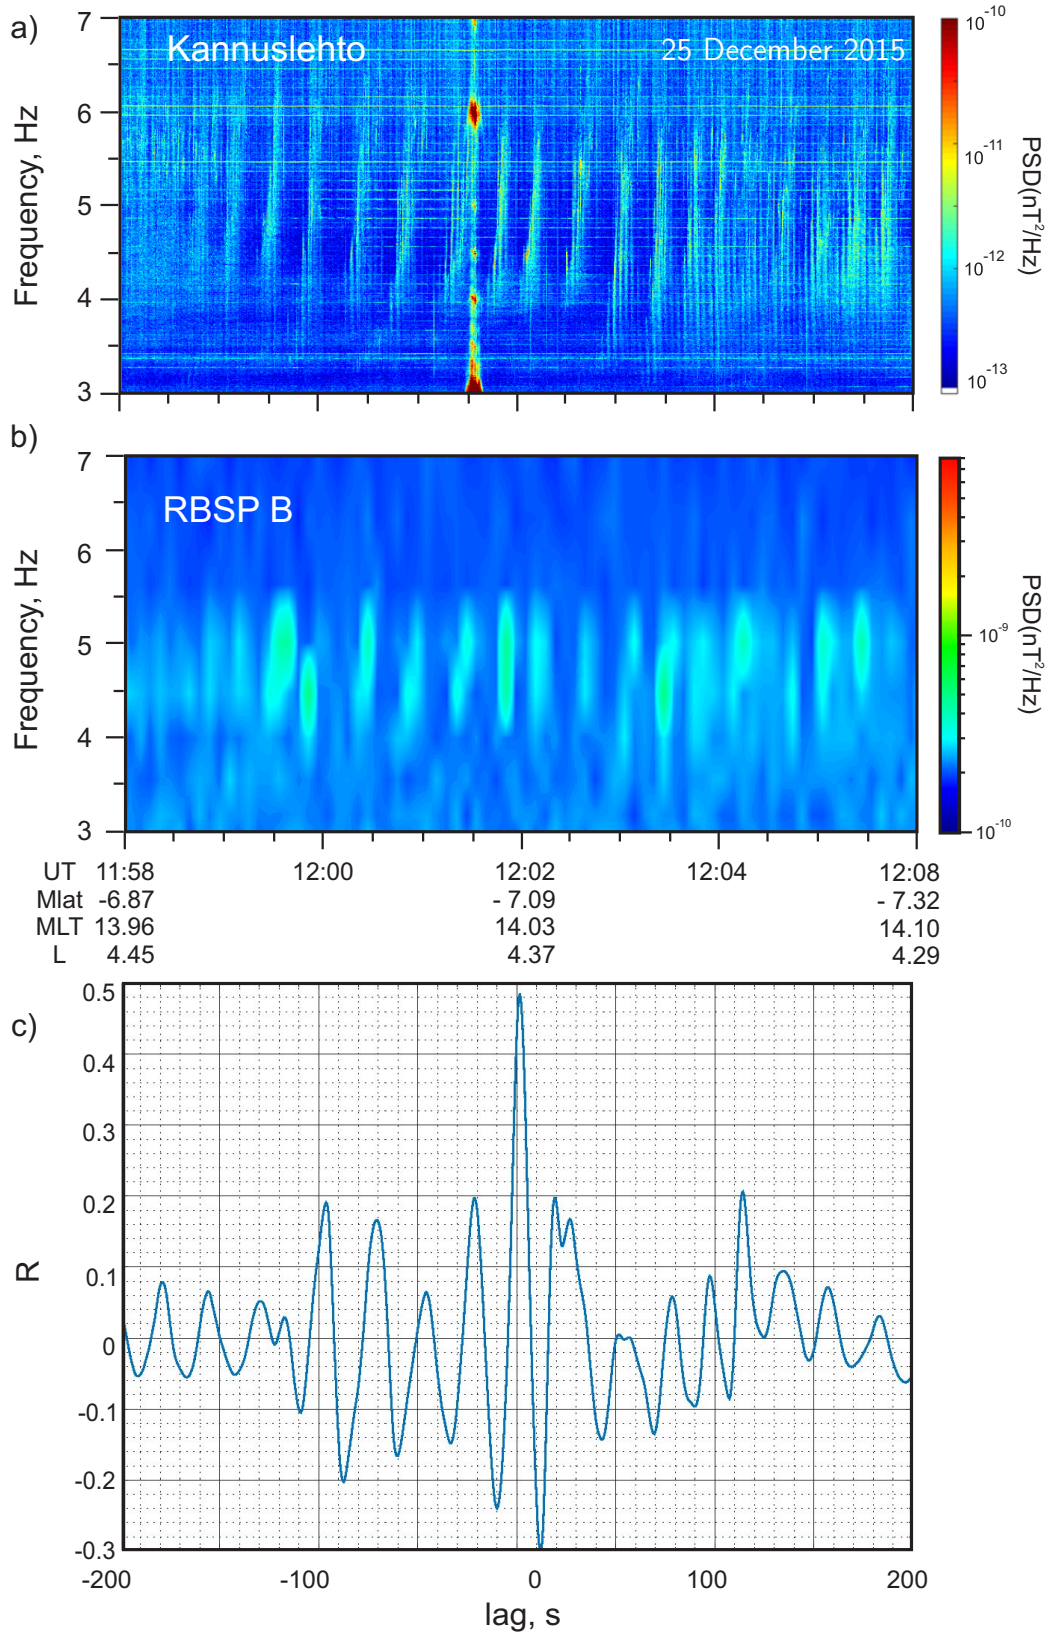 a)
7
6
5
4
3
Frequency, Hz
Kannuslehto
25 December 2015
10⁻¹⁰
10⁻¹¹
10⁻¹²
10⁻¹³
PSD(nT²/Hz)
b)
7
6
5
4
3
Frequency, Hz
RBSP B
10⁻⁹
10⁻¹⁰
PSD(nT²/Hz)
UT 11:58 12:00 12:02 12:04 12:08
Mlat -6.87 - 7.09 - 7.32
MLT 13.96 14.03 14.10
L 4.45 4.37 4.29
c)
0.5
0.4
0.3
0.2
0.1
0
-0.1
-0.2
-0.3
R
-200 -100 0 100 200
lag, s